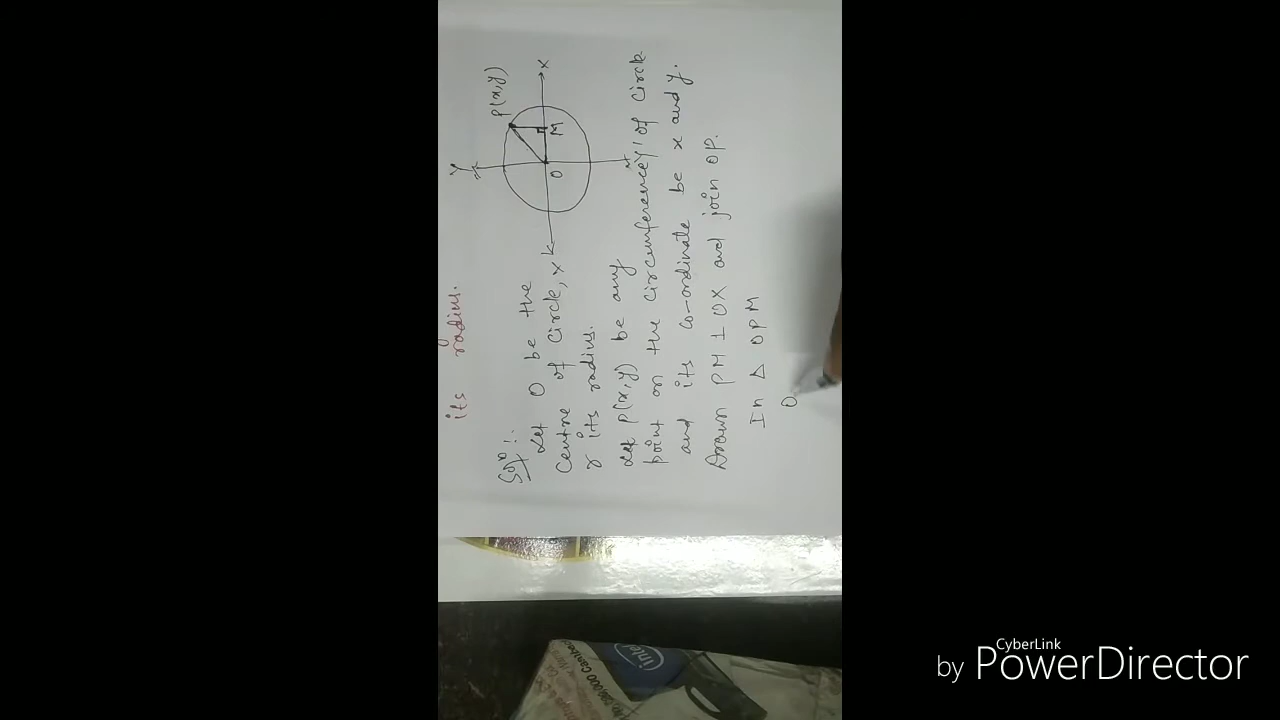 its radius.
Solⁿ:
Let O be the
Centre of Circle,
r its radius.
Let P(x,y) be any
point on the circumference of Circle
and its co-ordinate be x and y.
Drawn PM ⊥ OX and join OP.
In △ OPM
O
Y
P(x,y)
X
M
O
X
Y'
intel
CyberLink
by PowerDirector